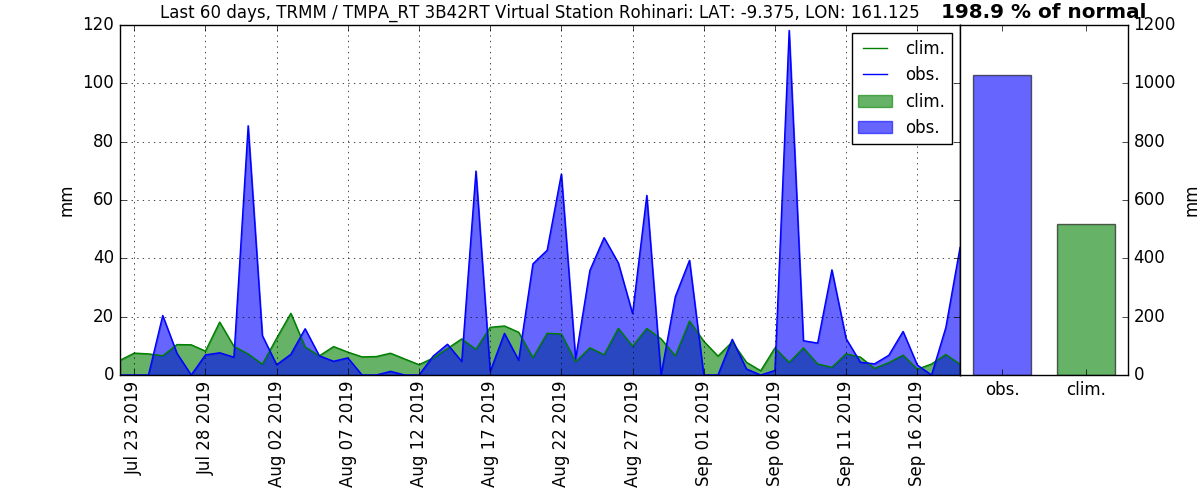 Last 60 days, TRMM / TMPA_RT 3B42RT Virtual Station Rohinari: LAT: -9.375, LON: 161.125
198.9 % of normal
120
100
80
60
40
20
0
mm
clim.
obs.
clim.
obs.
Jul 23 2019
Jul 28 2019
Aug 02 2019
Aug 07 2019
Aug 12 2019
Aug 17 2019
Aug 22 2019
Aug 27 2019
Sep 01 2019
Sep 06 2019
Sep 11 2019
Sep 16 2019
1200
1000
800
600
400
200
0
mm
obs.
clim.